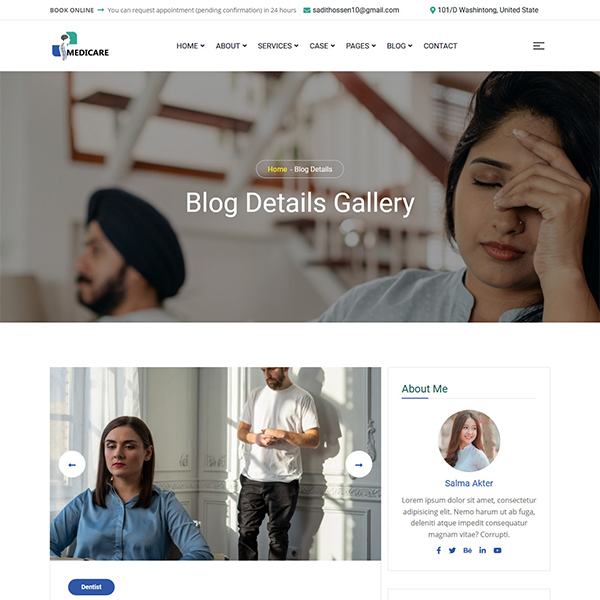 BOOK ONLINE → You can request appointment (pending confirmation) in 24 hours sadithossen10@gmail.com 101/D Washintong, United State
MEDICARE HOME ABOUT SERVICES CASE PAGES BLOG CONTACT
Home - Blog Details
Blog Details Gallery
About Me
Salma Akter
Lorem ipsum dolor sit amet, consectetur
adipisicing elit. Nemo harum ut ab fuga,
deleniti atque impedit consequatur
magnam vitae? Corrupti.
Bē
Dentist